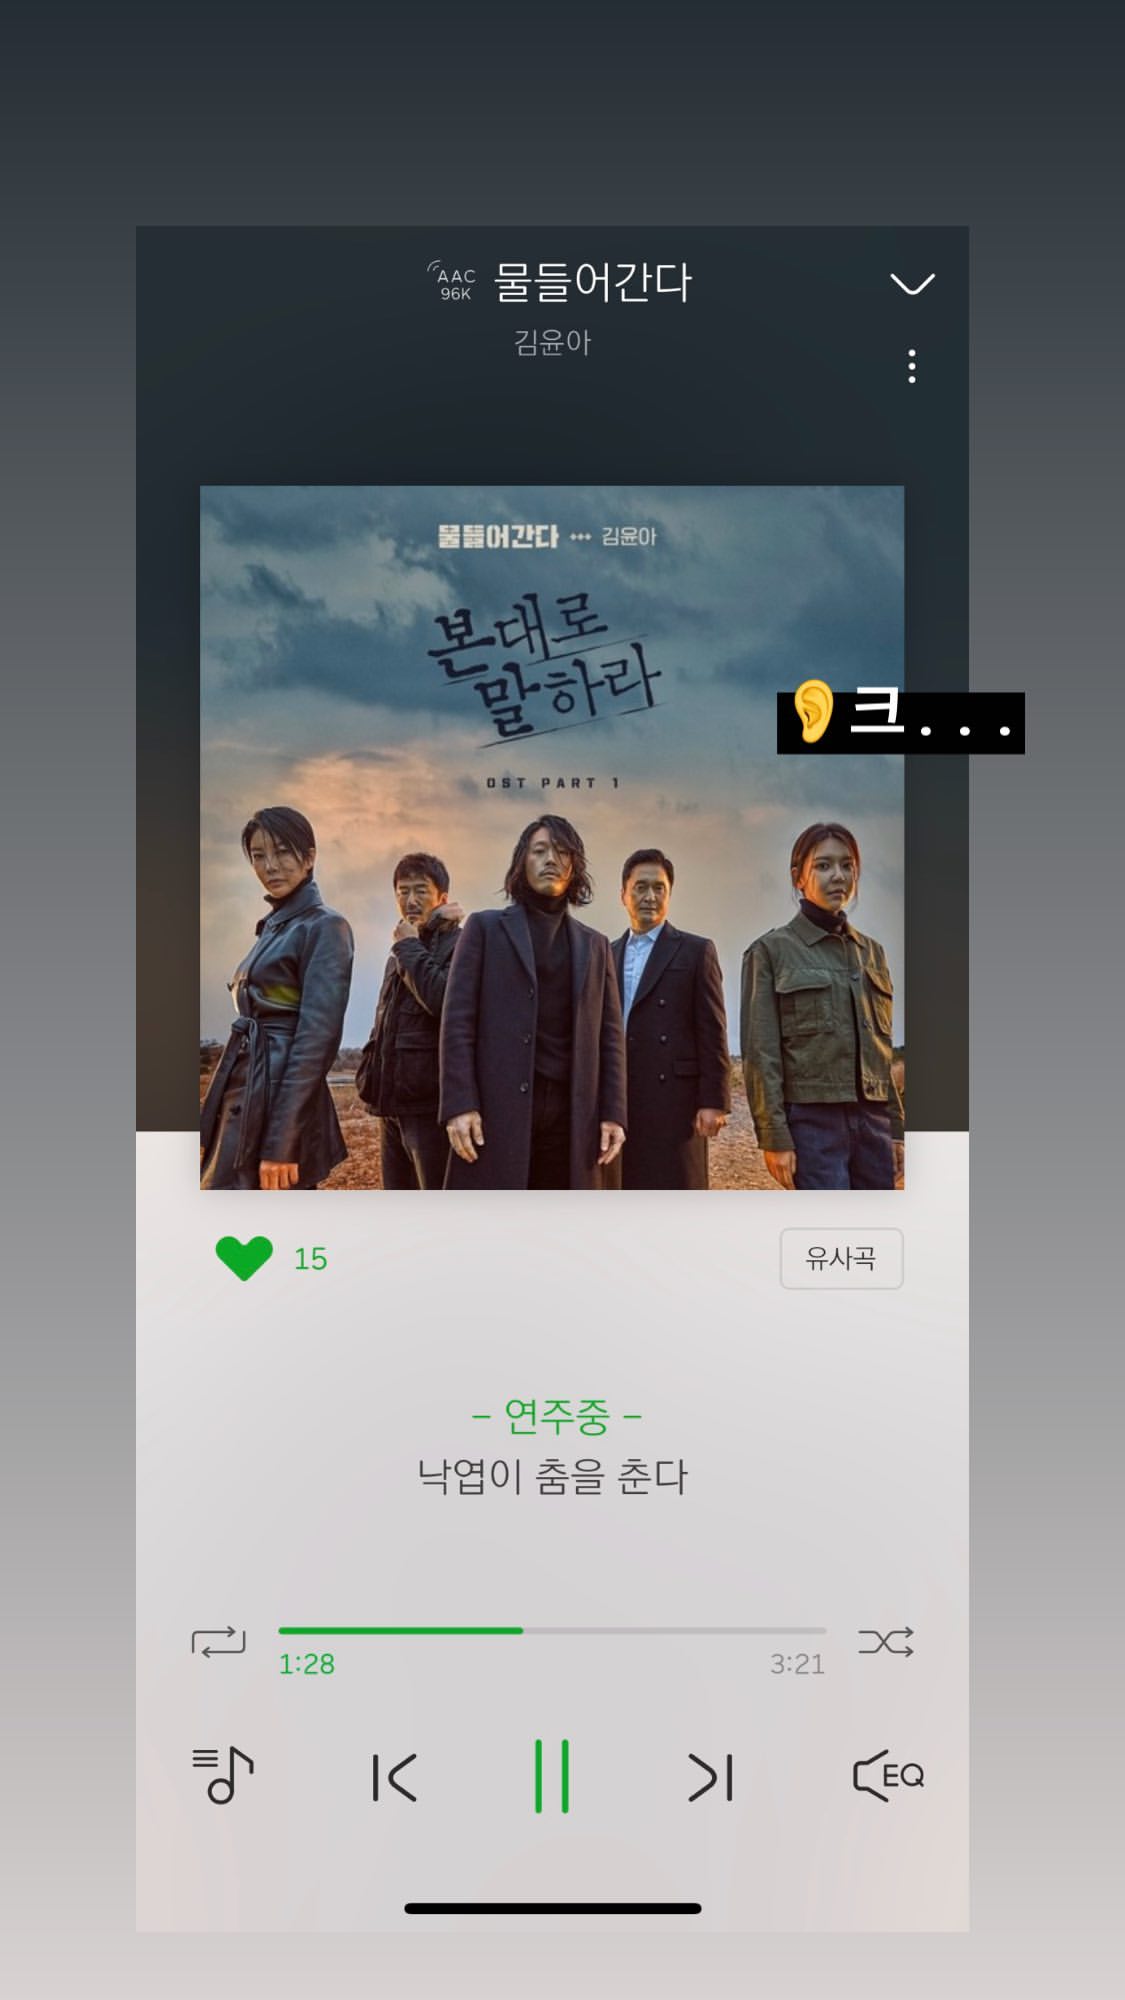 AAC
96K
물들어간다
김윤아
물들어간다 ••• 김윤아
본대로
말하라
👂크...
OST PART 1
15
유사곡
- 연주중 -
낙엽이 춤을 춘다
1:28
3:21
EQ